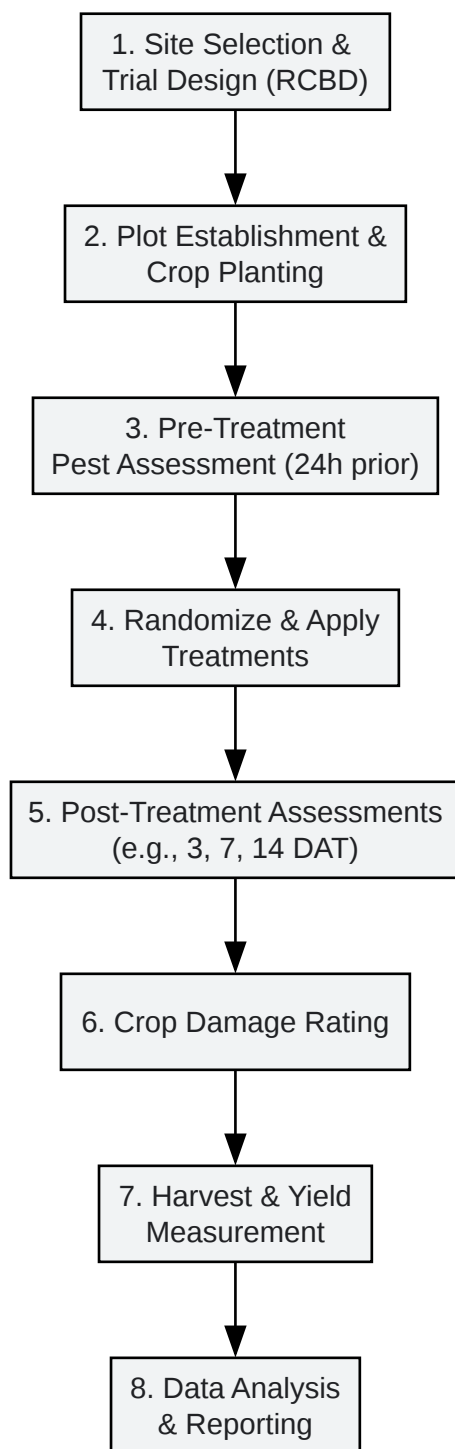 1. Site Selection &
Trial Design (RCBD)
2. Plot Establishment &
Crop Planting
3. Pre-Treatment
Pest Assessment (24h prior)
4. Randomize & Apply
Treatments
5. Post-Treatment Assessments
(e.g., 3, 7, 14 DAT)
6. Crop Damage Rating
7. Harvest & Yield
Measurement
8. Data Analysis
& Reporting